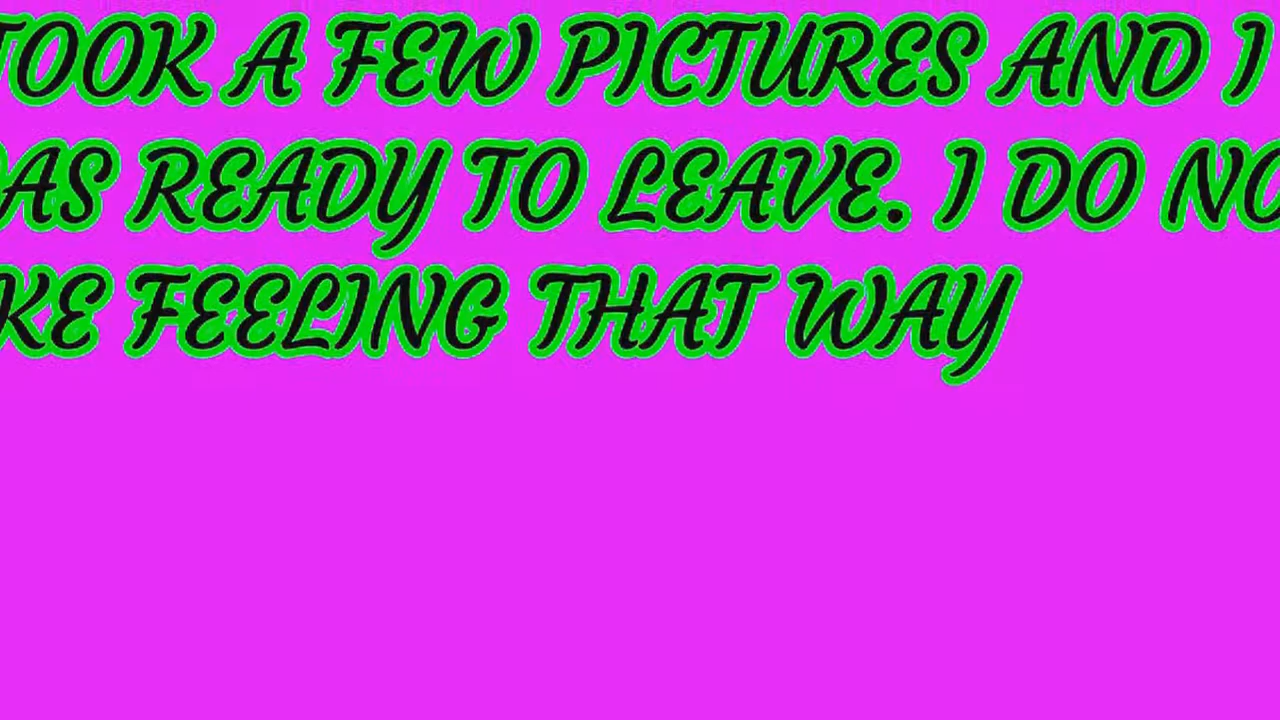 TOOK A FEW PICTURES AND I
AS READY TO LEAVE. I DO NO
KE FEELING THAT WAY